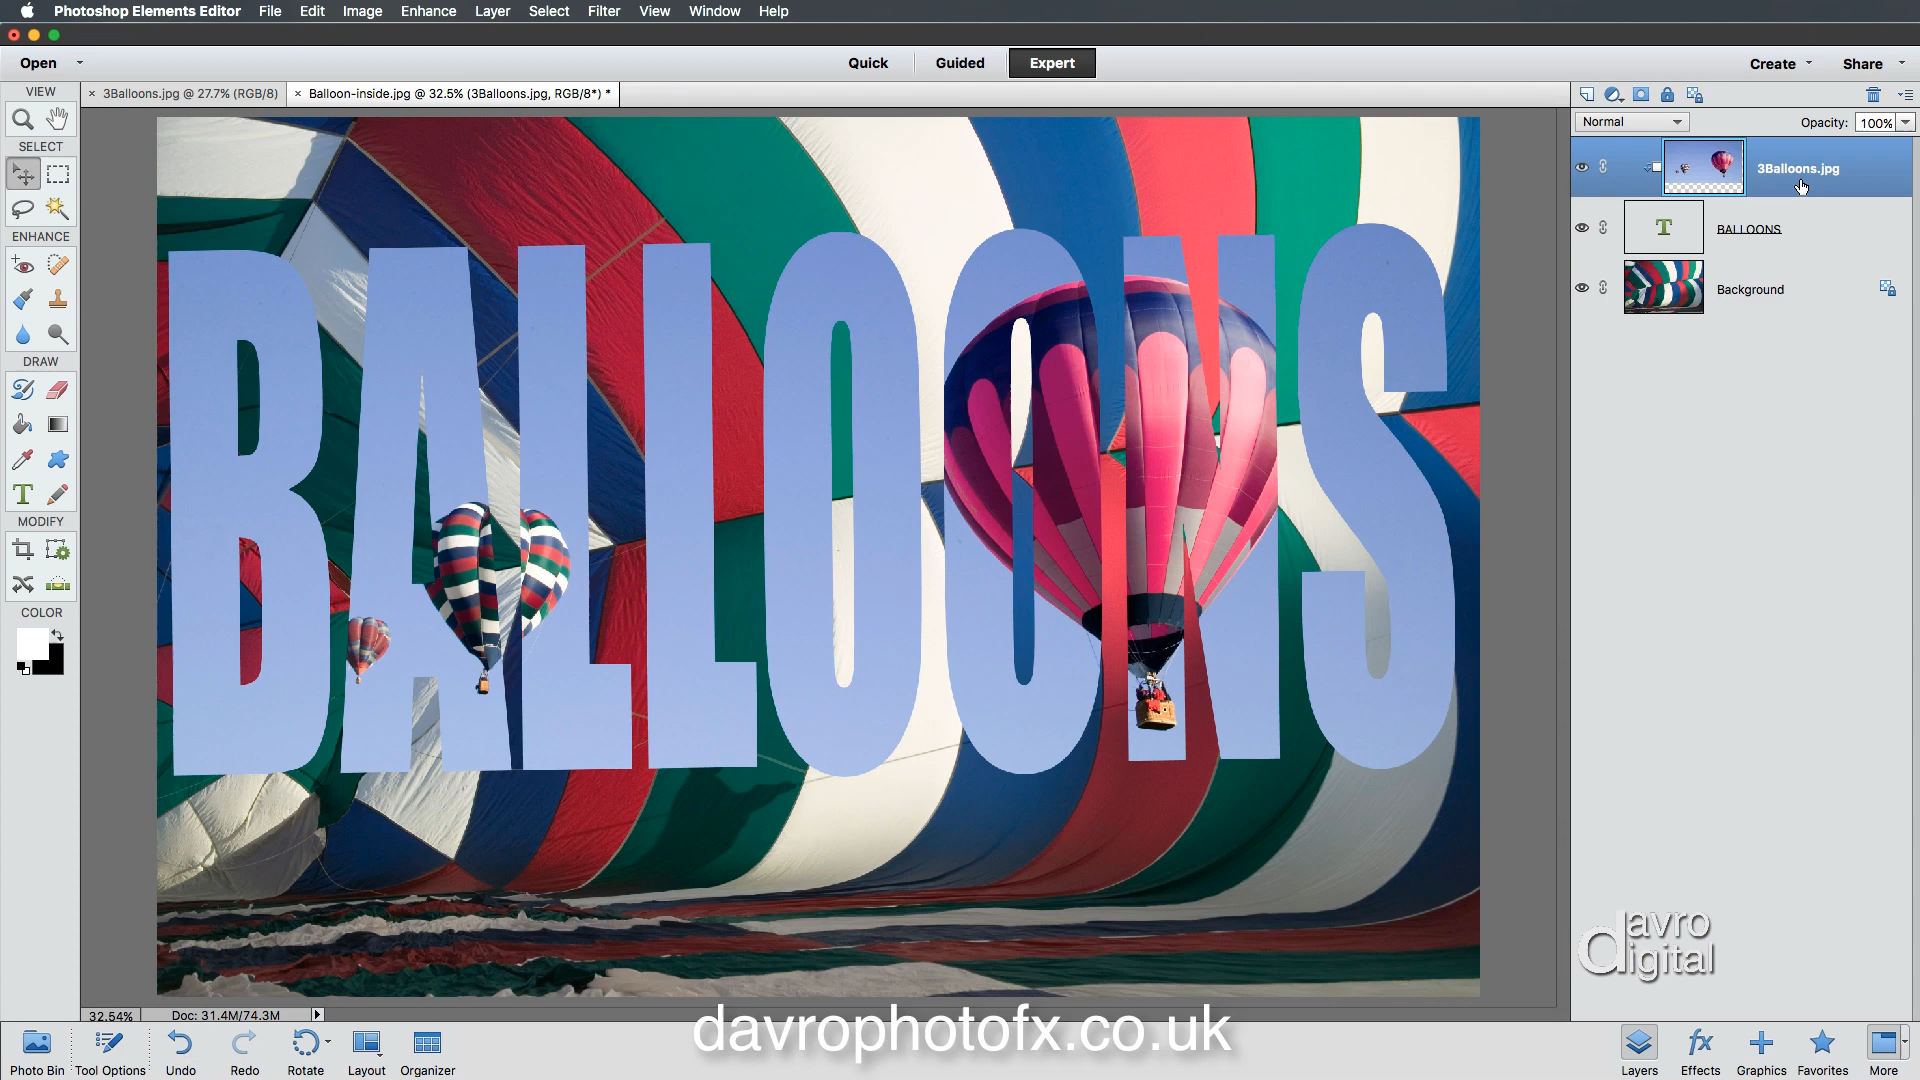 Photoshop Elements Editor File Edit Image Enhance Layer Select Filter View Window Help
Open Quick Guided Expert Create Share
VIEW × 3Balloons.jpg @ 27.7% (RGB/8) × Balloon-inside.jpg @ 32.5% (3Balloons.jpg, RGB/8*) *
Normal Opacity: 100%
SELECT
3Balloons.jpg
ENHANCE
T BALLOONS
Background
BALLOONS
DRAW
T
MODIFY
COLOR
davro
digital
32.54% Doc: 31.4M/74.3M
davrophotofx.co.uk
fx
Photo Bin Tool Options Undo Redo Rotate Layout Organizer Layers Effects Graphics Favorites More